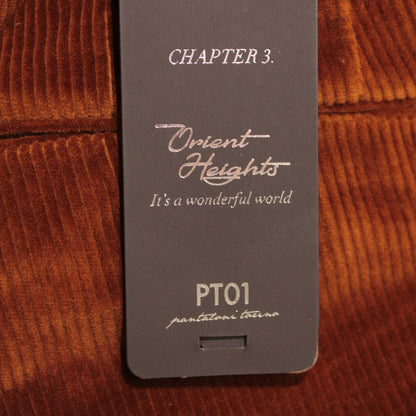 CHAPTER 3.
Orient
Heights
It's a wonderful world
PT01
pantaloni torino